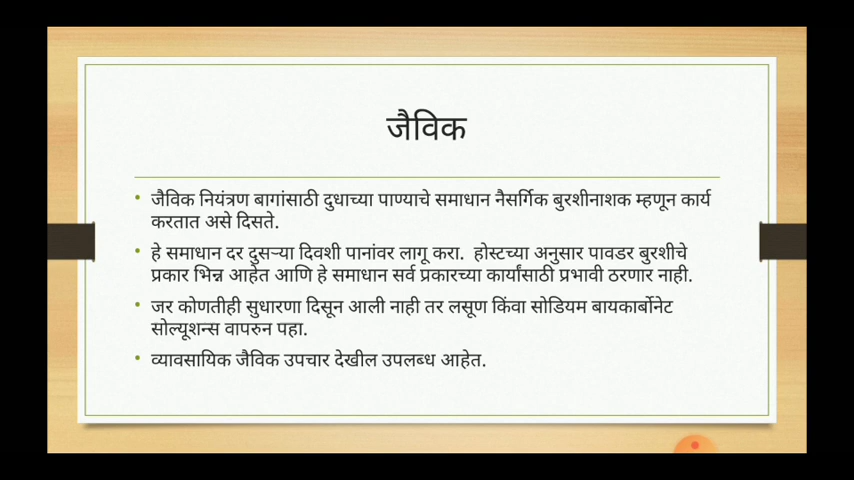 जैविक
• जैविक नियंत्रण बागांसाठी दुधाच्या पाण्याचे समाधान नैसर्गिक बुरशीनाशक म्हणून कार्य
करतात असे दिसते.
• हे समाधान दर दुसऱ्या दिवशी पानांवर लागू करा. होस्टच्या अनुसार पावडर बुरशीचे
प्रकार भिन्न आहेत आणि हे समाधान सर्व प्रकारच्या कार्यांसाठी प्रभावी ठरणार नाही.
• जर कोणतीही सुधारणा दिसून आली नाही तर लसूण किंवा सोडियम बायकार्बोनेट
सोल्यूशन्स वापरुन पहा.
• व्यावसायिक जैविक उपचार देखील उपलब्ध आहेत.